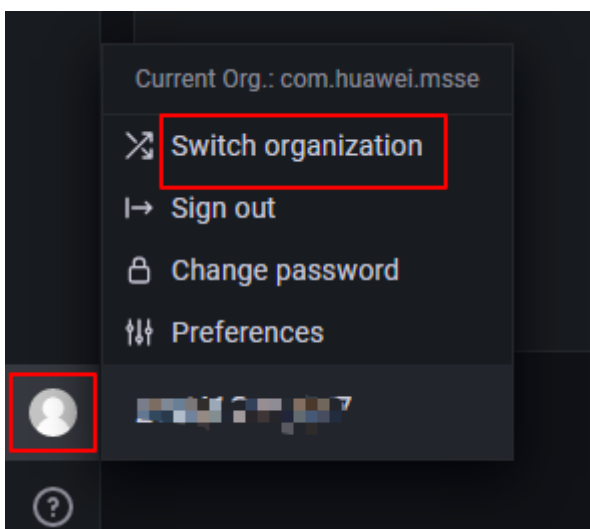 Current Org.: com.huawei.msse
Switch organization
Sign out
Change password
Preferences